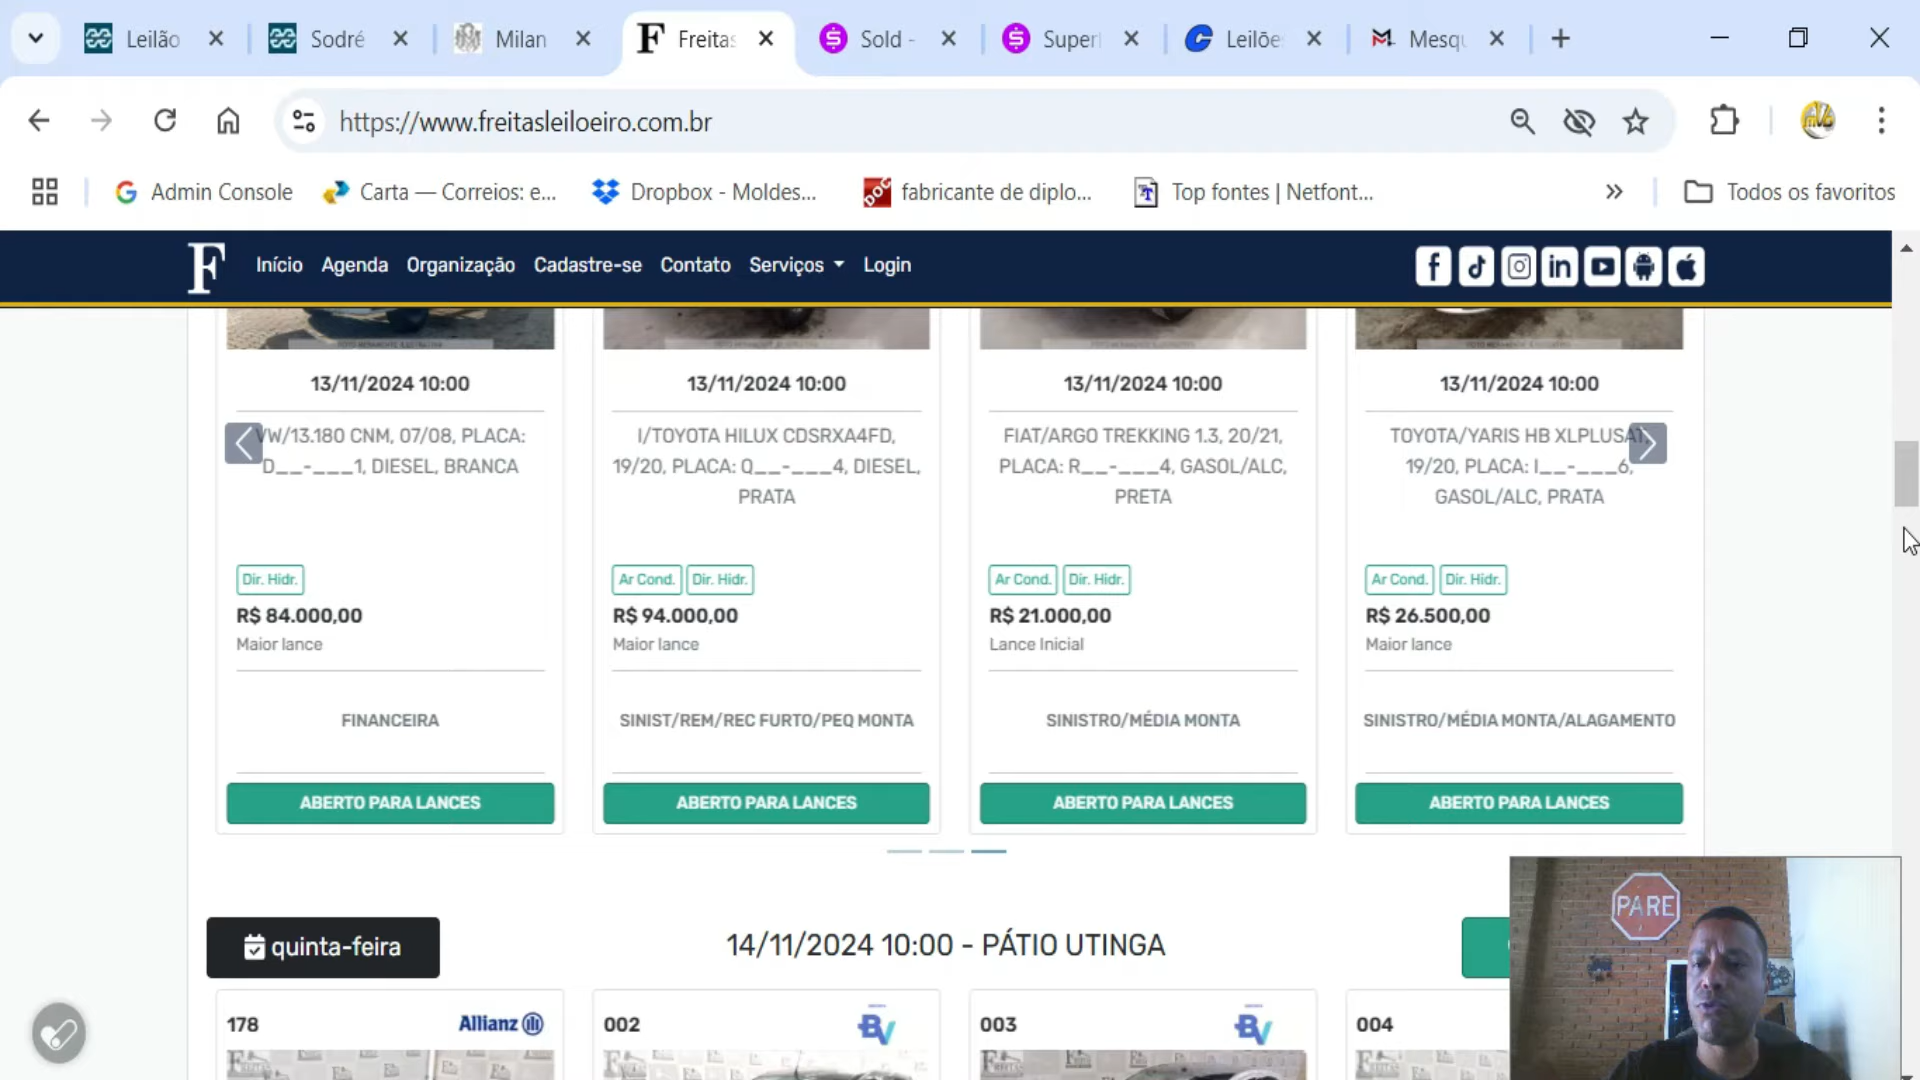 Leilão
Sodré
Milan
Freitas
Sold -
Super
Leilõe
Mesq
https://www.freitasleiloeiro.com.br
Admin Console
Carta — Correios: e...
Dropbox - Moldes...
fabricante de diplo...
Top fontes | Netfont...
Todos os favoritos
F Início Agenda Organização Cadastre-se Contato Serviços Login
13/11/2024 10:00
VW/13.180 CNM, 07/08, PLACA:
D__-___1, DIESEL, BRANCA
Dir. Hidr.
R$ 84.000,00
Maior lance
FINANCEIRA
ABERTO PARA LANCES
13/11/2024 10:00
I/TOYOTA HILUX CDSRXA4FD,
19/20, PLACA: Q__-___4, DIESEL,
PRATA
Ar Cond. Dir. Hidr.
R$ 94.000,00
Maior lance
SINIST/REM/REC FURTO/PEQ MONTA
ABERTO PARA LANCES
13/11/2024 10:00
FIAT/ARGO TREKKING 1.3, 20/21,
PLACA: R__-___4, GASOL/ALC,
PRETA
Ar Cond. Dir. Hidr.
R$ 21.000,00
Lance Inicial
SINISTRO/MÉDIA MONTA
ABERTO PARA LANCES
13/11/2024 10:00
TOYOTA/YARIS HB XLPLUSAT,
19/20, PLACA: I__-___6,
GASOL/ALC, PRATA
Ar Cond. Dir. Hidr.
R$ 26.500,00
Maior lance
SINISTRO/MÉDIA MONTA/ALAGAMENTO
ABERTO PARA LANCES
quinta-feira
14/11/2024 10:00 - PÁTIO UTINGA
178 Allianz
002 BV
003 BV
004
PARE